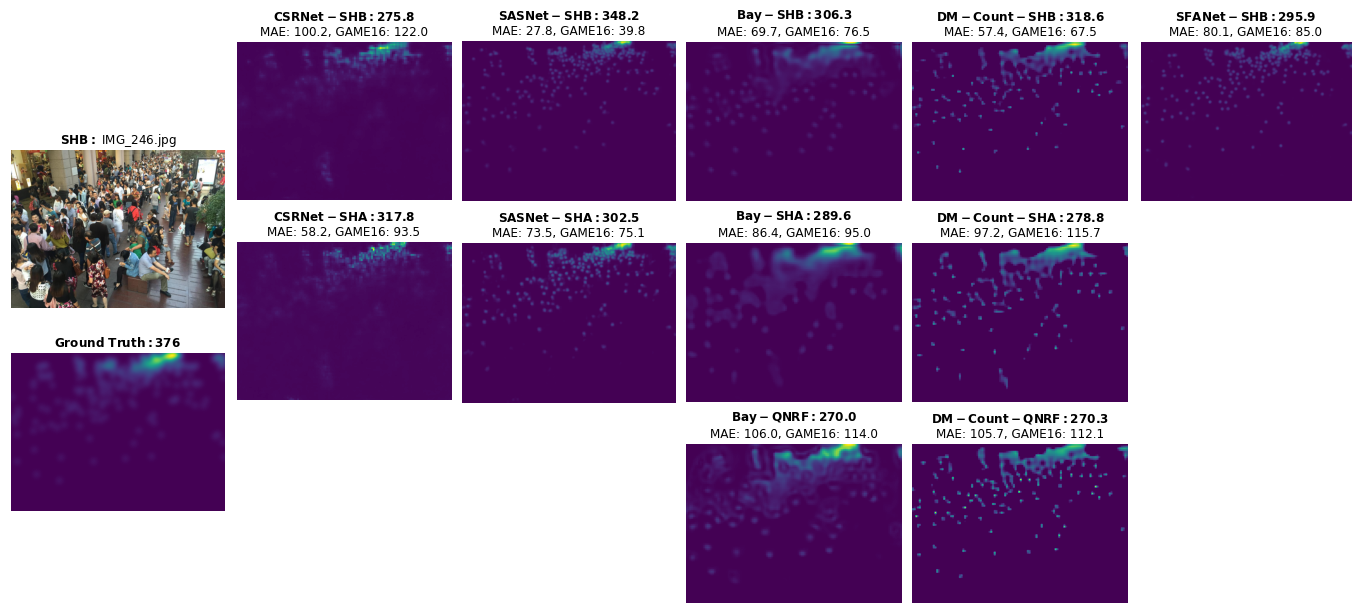 CSRNet − SHB : 275.8
MAE: 100.2, GAME16: 122.0
SASNet − SHB : 348.2
MAE: 27.8, GAME16: 39.8
Bay − SHB : 306.3
MAE: 69.7, GAME16: 76.5
DM − Count − SHB : 318.6
MAE: 57.4, GAME16: 67.5
SFANet − SHB : 295.9
MAE: 80.1, GAME16: 85.0
SHB : IMG_246.jpg
CSRNet − SHA : 317.8
MAE: 58.2, GAME16: 93.5
SASNet − SHA : 302.5
MAE: 73.5, GAME16: 75.1
Bay − SHA : 289.6
MAE: 86.4, GAME16: 95.0
DM − Count − SHA : 278.8
MAE: 97.2, GAME16: 115.7
Ground Truth : 376
Bay − QNRF : 270.0
MAE: 106.0, GAME16: 114.0
DM − Count − QNRF : 270.3
MAE: 105.7, GAME16: 112.1